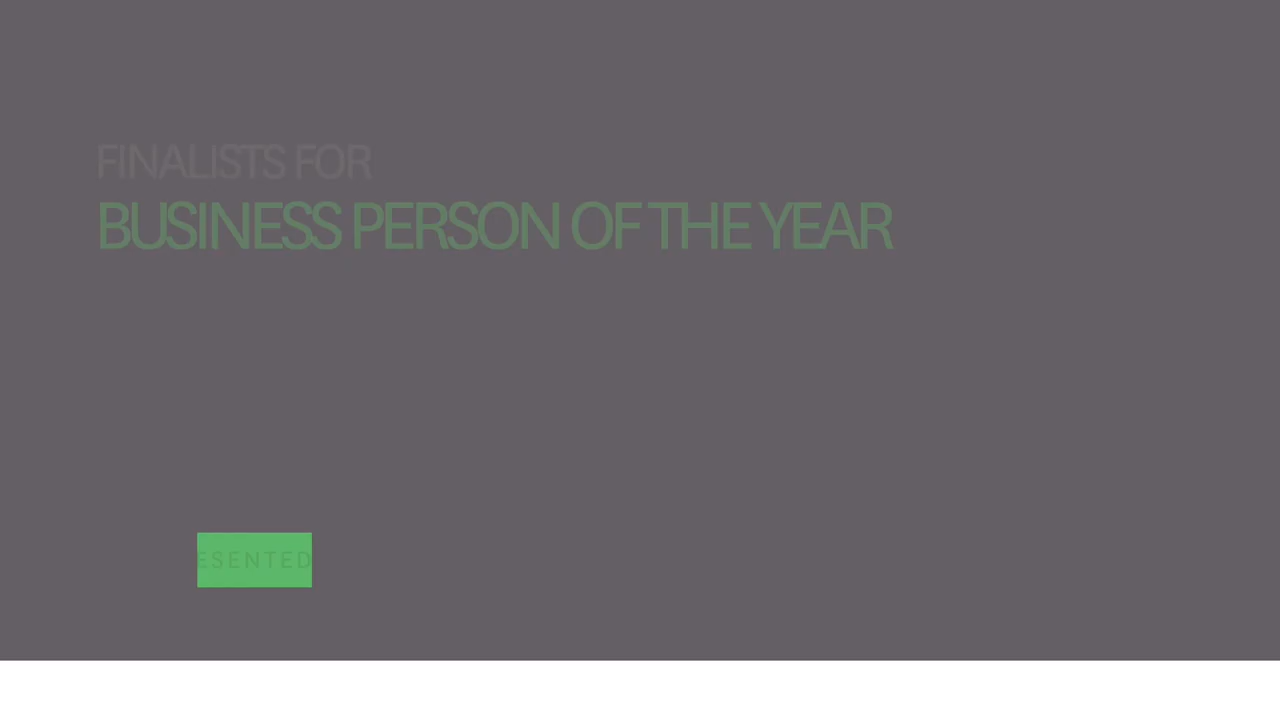 FINALISTS FOR
BUSINESS PERSON OF THE YEAR
ESENTED